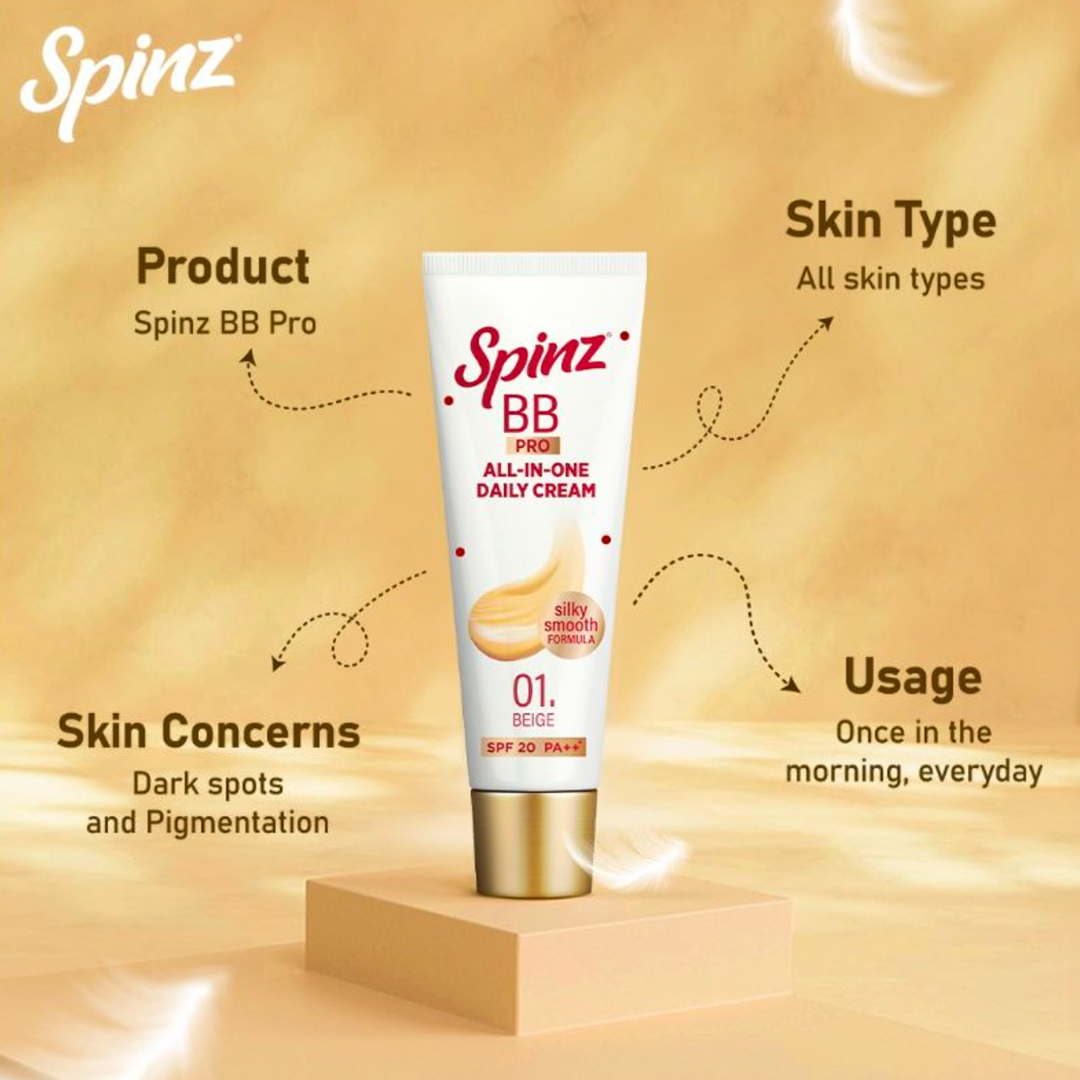 Spinz
Product
Spinz BB Pro
Skin Type
All skin types
Spinz
BB
PRO
ALL-IN-ONE
DAILY CREAM
silky
smooth
FORMULA
01.
BEIGE
SPF 20 PA++*
Skin Concerns
Dark spots
and Pigmentation
Usage
Once in the
morning, everyday